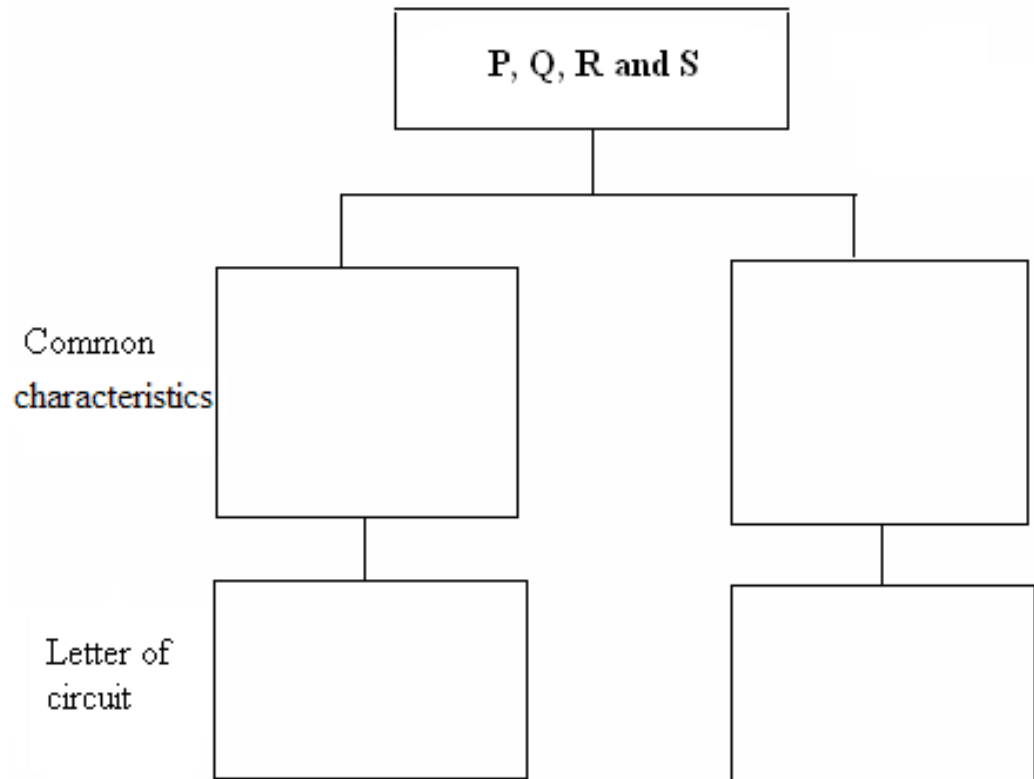 P, Q, R and S
Common
characteristics
Letter of
circuit